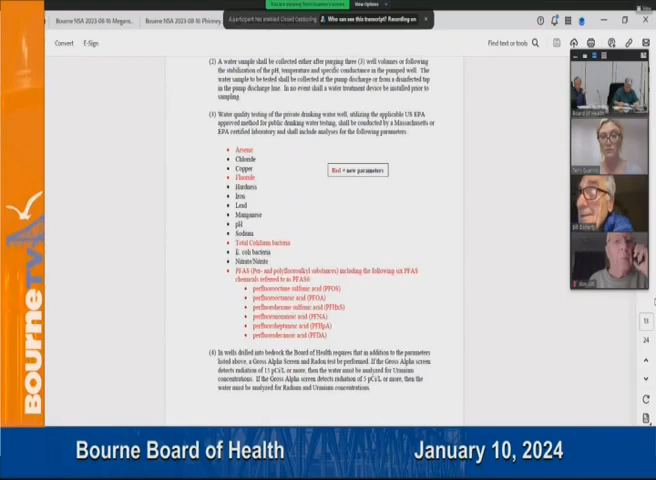 You are viewing Ferri Guarino's screen View Options
Bourne NSA 2023-08-16 Megans... Bourne NSA 2023-08-16 Phinney...
A participant has enabled Closed Captioning Who can see this transcript? Recording on
Convert E-Sign
Find text or tools
View
(2) A water sample shall be collected either after purging three (3) well volumes or following
the stabilization of the pH, temperature and specific conductance in the pumped well. The
water sample to be tested shall be collected at the pump discharge or from a disinfected tap
in the pump discharge line. In no event shall a water treatment device be installed prior to
sampling.
(3) Water quality testing of the private drinking water well, utilizing the applicable US EPA
approved method for public drinking water testing, shall be conducted by a Massachusetts or
EPA certified laboratory and shall include analyses for the following parameters:
Arsenic
Chloride
Copper
Fluoride
Hardness
Iron
Lead
Manganese
pH
Sodium
Total Coliform bacteria
E. coli bacteria
Nitrate/Nitrite
PFAS (Per- and polyfluoroalkyl substances) including the following six PFAS
chemicals referred to as PFAS6:
perfluorooctane sulfonic acid (PFOS)
perfluorooctanoic acid (PFOA)
perfluorohexane sulfonic acid (PFHxS)
perfluorononanoic acid (PFNA)
perfluoroheptanoic acid (PFHpA)
perfluorodecanoic acid (PFDA)
Red = new parameters
(4) In wells drilled into bedrock the Board of Health requires that in addition to the parameters
listed above, a Gross Alpha Screen and Radon test be performed. If the Gross Alpha screen
detects radiation of 15 pCi/L or more, then the water must be analyzed for Uranium
concentrations. If the Gross Alpha screen detects radiation of 5 pCi/L or more, then the
water must be analyzed for Radium and Uranium concentrations.
Board of Health
15
24
BOURNETV
Bourne Board of Health January 10, 2024